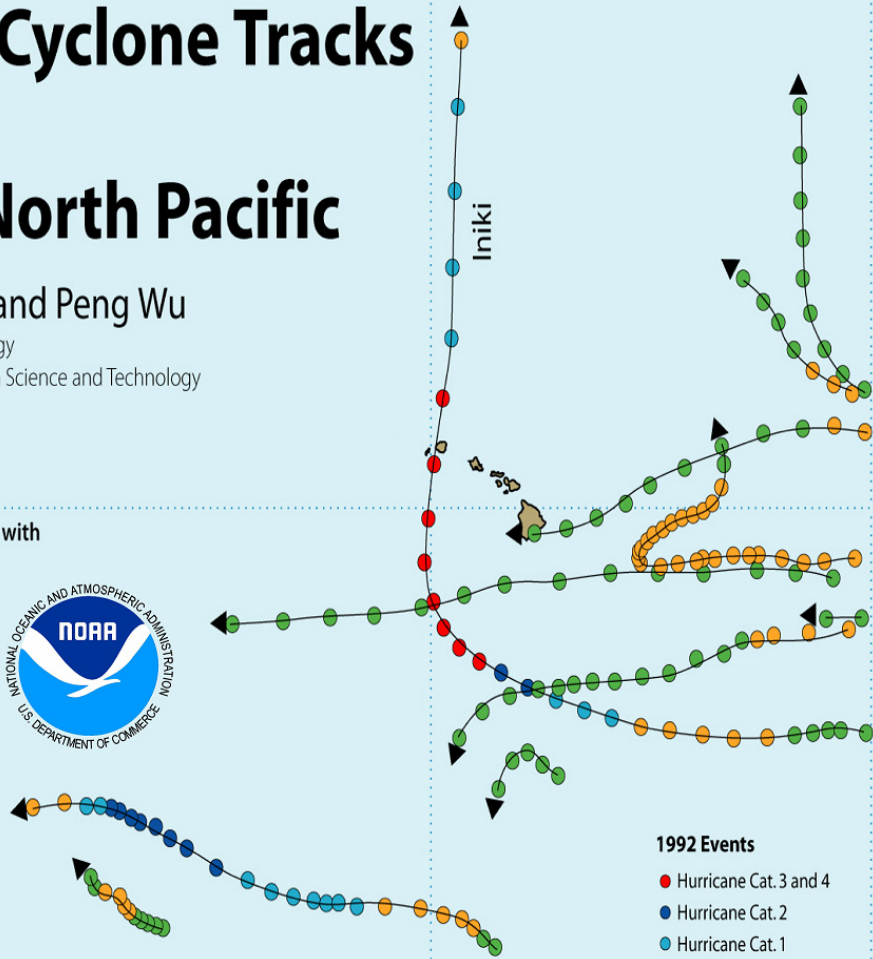 Cyclone Tracks
North Pacific
and Peng Wu
gy
Science and Technology
Iniki
with
NATIONAL OCEANIC AND ATMOSPHERIC ADMINISTRATION
NOAA
U.S. DEPARTMENT OF COMMERCE
1992 Events
Hurricane Cat. 3 and 4
Hurricane Cat. 2
Hurricane Cat. 1